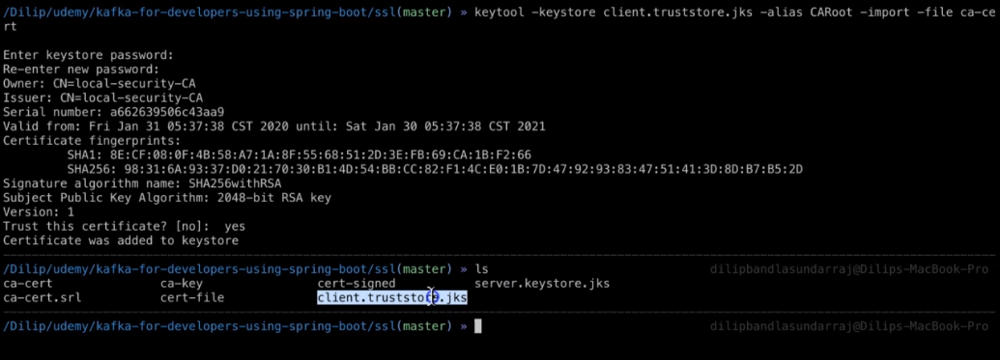 /Dilip/udemy/kafka-for-developers-using-spring-boot/ssl(master) » keytool -keystore client.truststore.jks -alias CARoot -import -file ca-ce
rt
Enter keystore password:
Re-enter new password:
Owner: CN=local-security-CA
Issuer: CN=local-security-CA
Serial number: a662639506c43aa9
Valid from: Fri Jan 31 05:37:38 CST 2020 until: Sat Jan 30 05:37:38 CST 2021
Certificate fingerprints:
SHA1: 8E:CF:08:0F:4B:58:A7:1A:8F:55:68:51:2D:3E:FB:69:CA:1B:F2:66
SHA256: 98:31:6A:93:37:D0:21:70:30:B1:4D:54:BB:CC:82:F1:4C:E0:1B:7D:47:92:93:83:47:51:41:3D:8D:B7:B5:2D
Signature algorithm name: SHA256withRSA
Subject Public Key Algorithm: 2048-bit RSA key
Version: 1
Trust this certificate? [no]:  yes
Certificate was added to keystore
/Dilip/udemy/kafka-for-developers-using-spring-boot/ssl(master) » ls dilipbandlasundarraj@Dilips-MacBook-Pro
ca-cert ca-key cert-signed server.keystore.jks
ca-cert.srl cert-file client.truststore.jks
/Dilip/udemy/kafka-for-developers-using-spring-boot/ssl(master) » dilipbandlasundarraj@Dilips-MacBook-Pro